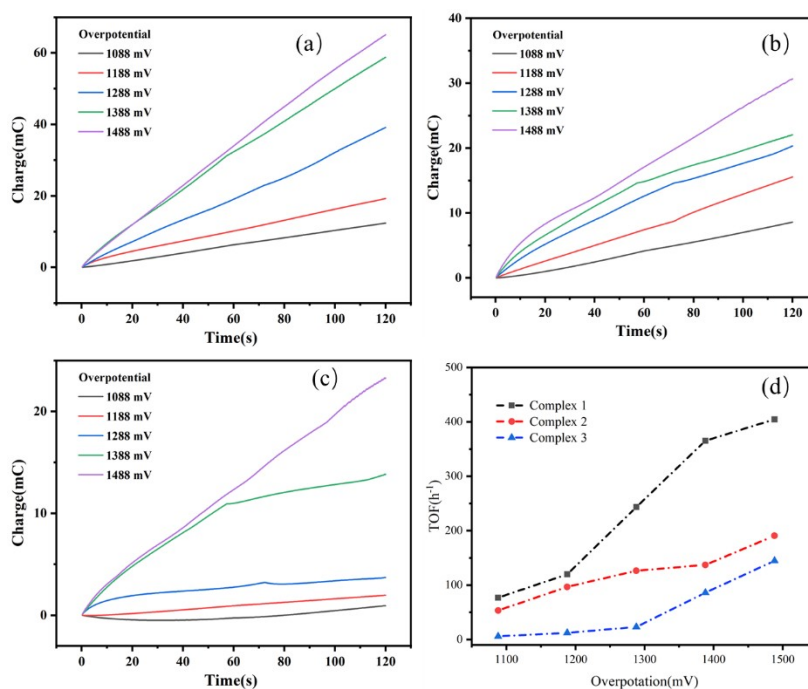 (a)
Overpotential
1088 mV
1188 mV
1288 mV
1388 mV
1488 mV
Charge(mC)
60
40
20
0
0 20 40 60 80 100 120
Time(s)
(b)
Overpotential
1088 mV
1188 mV
1288 mV
1388 mV
1488 mV
Charge(mC)
40
30
20
10
0
0 20 40 60 80 100 120
Time(s)
(c)
Overpotential
1088 mV
1188 mV
1288 mV
1388 mV
1488 mV
Charge(mC)
20
10
0
0 20 40 60 80 100 120
Time(s)
(d)
Complex 1
Complex 2
Complex 3
TOF(h⁻¹)
500
400
300
200
100
0
1100 1200 1300 1400 1500
Overpotation(mV)